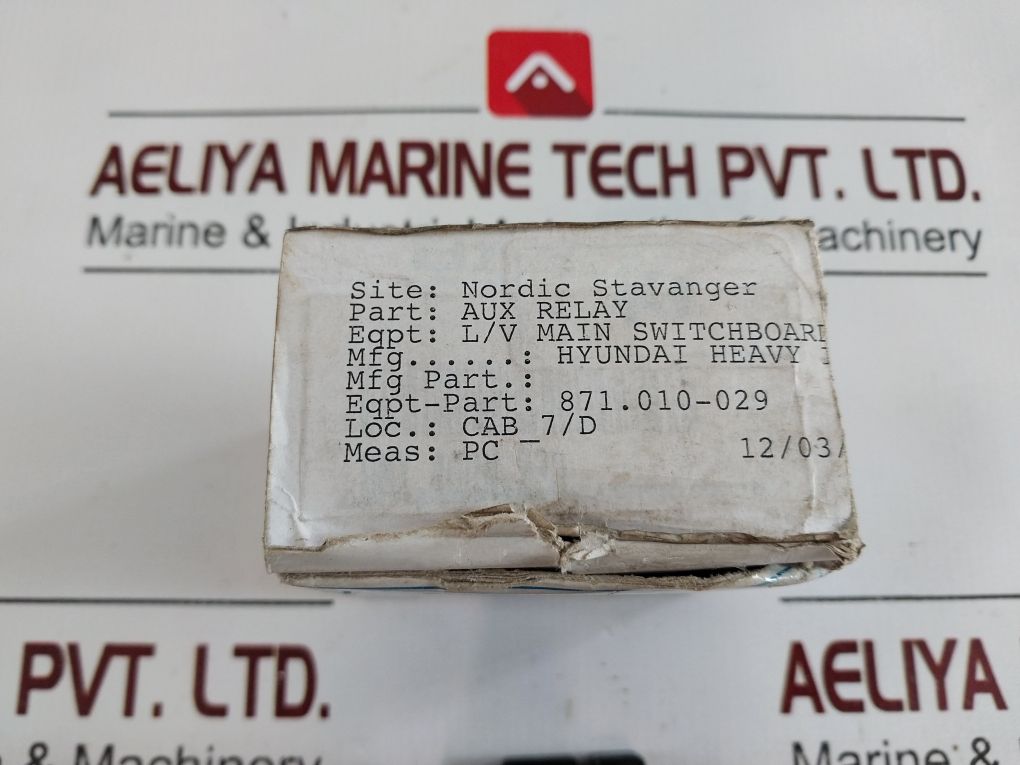 AELIYA MARINE TECH PVT. LTD.
Marine & achinery
Site: Nordic Stavanger
Part: AUX RELAY
Eqpt: L/V MAIN SWITCHBOARD
Mfg......: HYUNDAI HEAVY
Mfg Part.:
Eqpt-Part: 871.010-029
Loc.: CAB_7/D
Meas: PC 12/03/
PVT. LTD.
& Machinery
AELIYA
Marine &